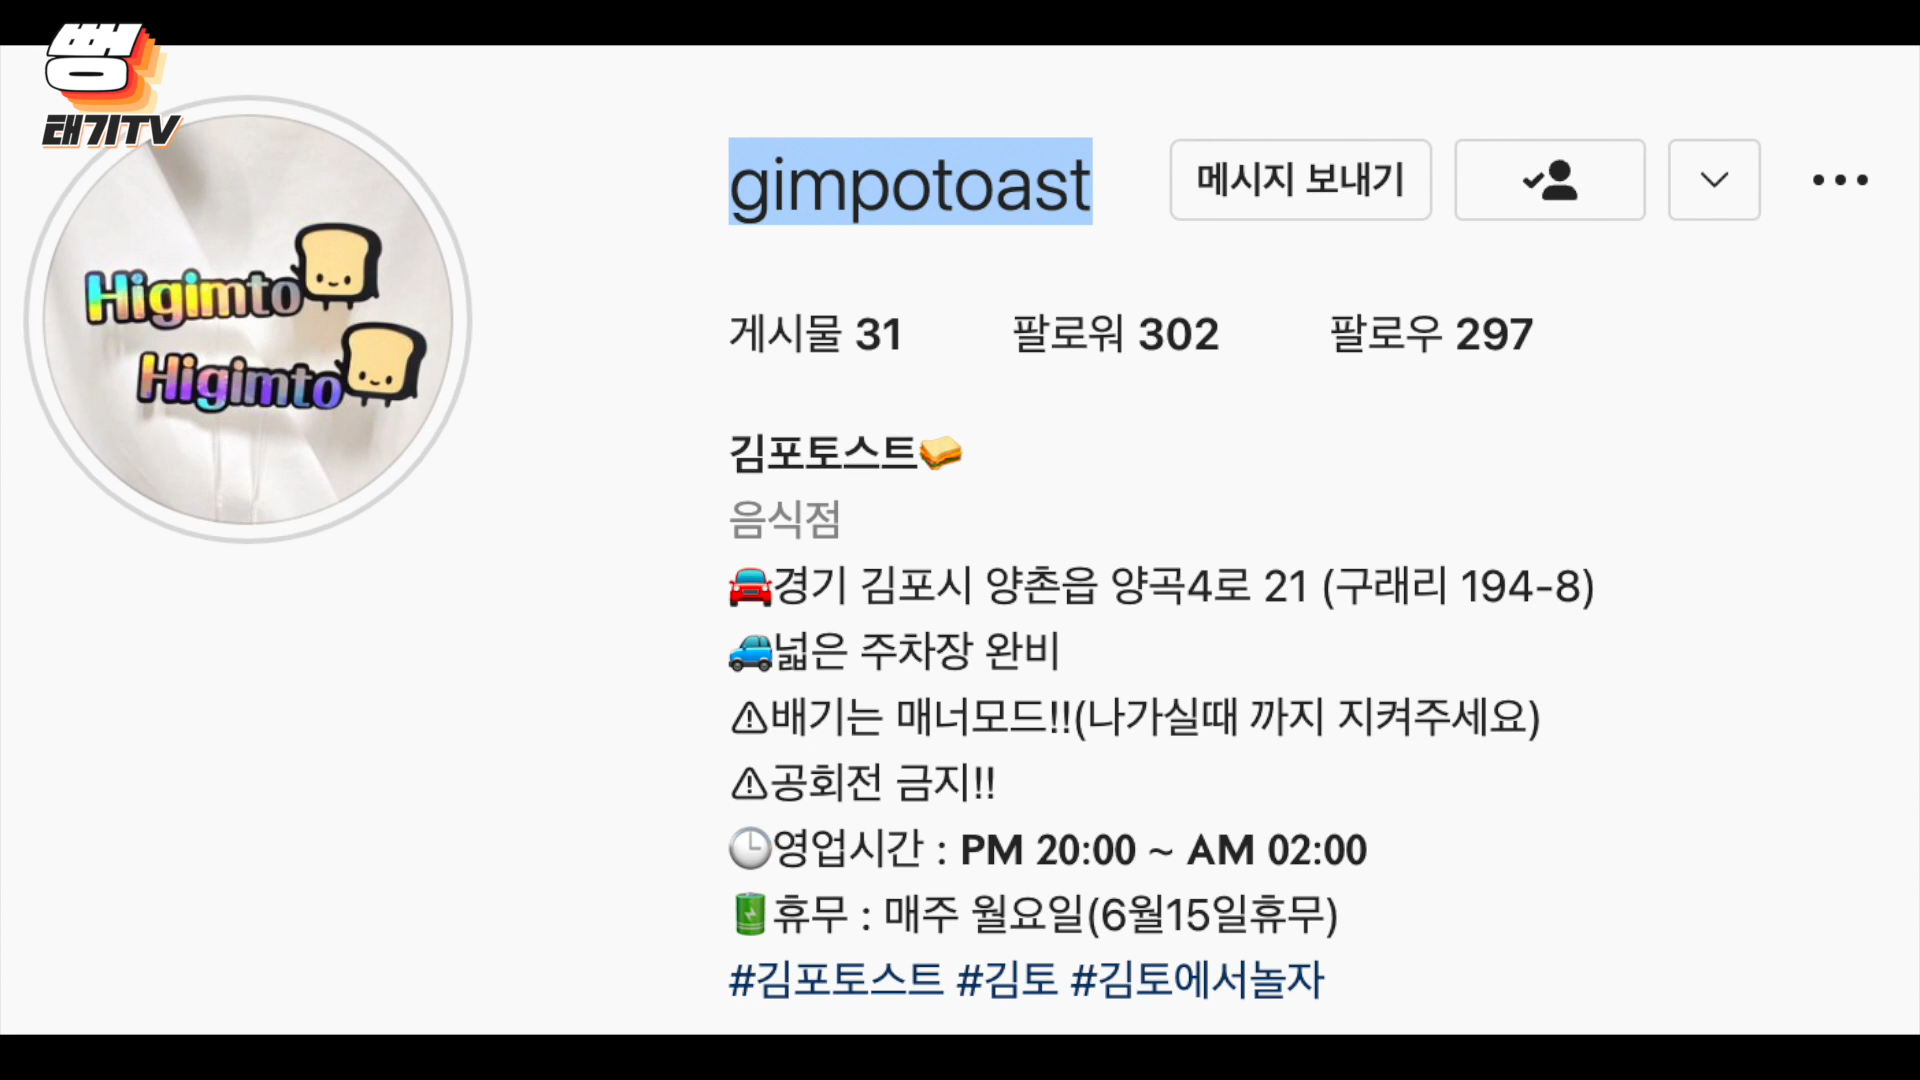 뻥
태기TV
gimpotoast
메시지 보내기
Higimto
Higimto
게시물 31
팔로워 302
팔로우 297
김포토스트
음식점
경기 김포시 양촌읍 양곡4로 21 (구래리 194-8)
넓은 주차장 완비
⚠배기는 매너모드!!(나가실때 까지 지켜주세요)
⚠공회전 금지!!
영업시간 : PM 20:00 ~ AM 02:00
휴무 : 매주 월요일(6월15일휴무)
#김포토스트 #김토 #김토에서놀자